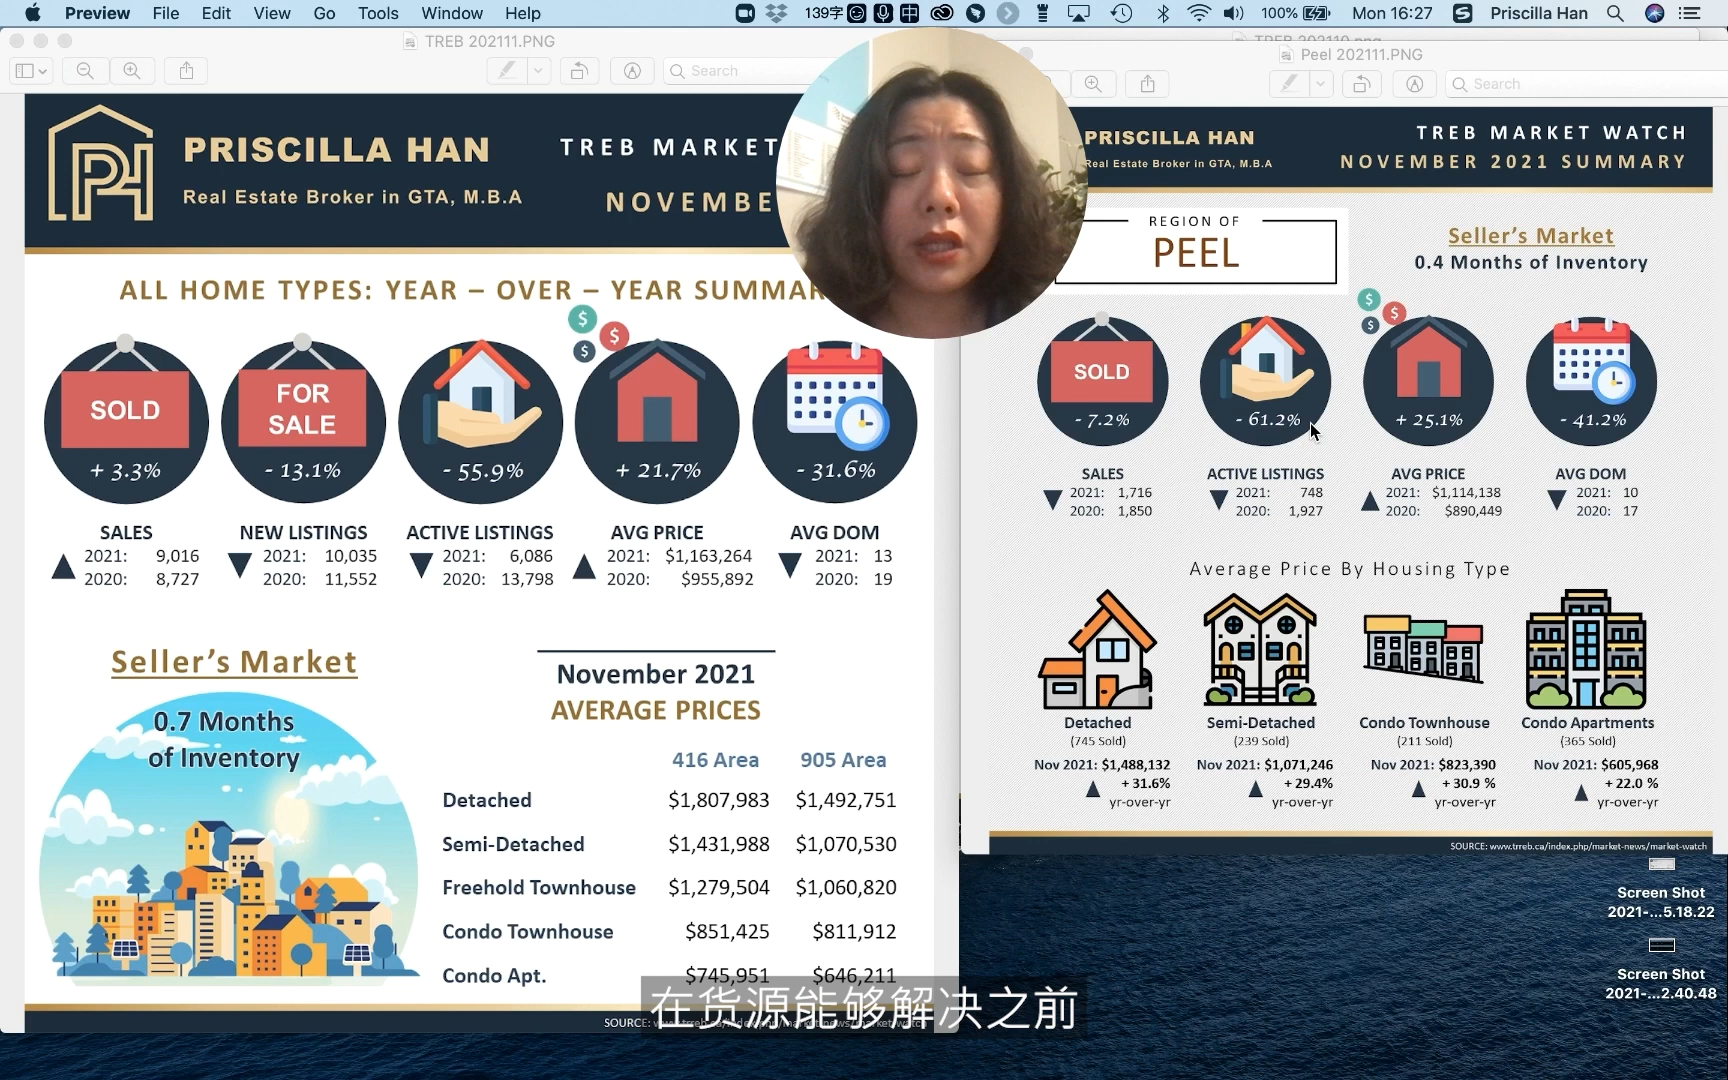 Preview File Edit View Go Tools Window Help
139字 中 100% Mon 16:27 S Priscilla Han
TREB 202111.PNG
Search
PRISCILLA HAN
Real Estate Broker in GTA, M.B.A
TREB MARKET
NOVEMBE
ALL HOME TYPES: YEAR – OVER – YEAR SUMMAR
SOLD
+ 3.3%
FOR
SALE
- 13.1%
- 55.9%
$ $ $
+ 21.7%
- 31.6%
SALES
2021: 9,016
2020: 8,727
NEW LISTINGS
2021: 10,035
2020: 11,552
ACTIVE LISTINGS
2021: 6,086
2020: 13,798
AVG PRICE
2021: $1,163,264
2020: $955,892
AVG DOM
2021: 13
2020: 19
Seller's Market
0.7 Months
of Inventory
November 2021
AVERAGE PRICES
416 Area 905 Area
Detached $1,807,983 $1,492,751
Semi-Detached $1,431,988 $1,070,530
Freehold Townhouse $1,279,504 $1,060,820
Condo Townhouse $851,425 $811,912
Condo Apt. $745,951 $646,211
SOURCE:
在货源能够解决之前
TREB 202110.png
Peel 202111.PNG
Search
PRISCILLA HAN
Real Estate Broker in GTA, M.B.A
TREB MARKET WATCH
NOVEMBER 2021 SUMMARY
REGION OF
PEEL
Seller's Market
0.4 Months of Inventory
SOLD
- 7.2%
- 61.2%
$ $ $
+ 25.1%
- 41.2%
SALES
2021: 1,716
2020: 1,850
ACTIVE LISTINGS
2021: 748
2020: 1,927
AVG PRICE
2021: $1,114,138
2020: $890,449
AVG DOM
2021: 10
2020: 17
Average Price By Housing Type
Detached
(745 Sold)
Nov 2021: $1,488,132
+ 31.6%
yr-over-yr
Semi-Detached
(239 Sold)
Nov 2021: $1,071,246
+ 29.4%
yr-over-yr
Condo Townhouse
(211 Sold)
Nov 2021: $823,390
+ 30.9 %
yr-over-yr
Condo Apartments
(365 Sold)
Nov 2021: $605,968
+ 22.0 %
yr-over-yr
SOURCE: www.trreb.ca/index.php/market-news/market-watch
Screen Shot
2021-...5.18.22
Screen Shot
2021-...2.40.48